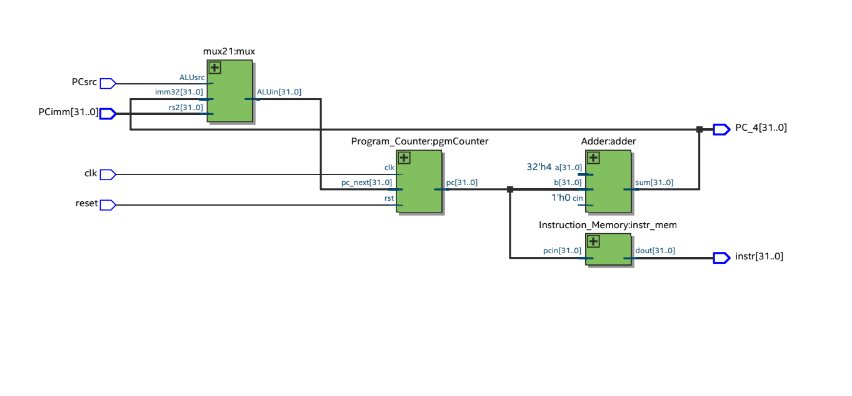 mux21:mux
PCsrc
ALUsrc
imm32[31..0]
ALUin[31..0]
PCimm[31..0]
rs2[31..0]
PC_4[31..0]
Program_Counter:pgmCounter
Adder:adder
clk
clk
32'h4 a[31..0]
pc_next[31..0]
pc[31..0]
b[31..0]
sum[31..0]
reset
rst
1'h0 cin
Instruction_Memory:instr_mem
pcin[31..0]
dout[31..0]
instr[31..0]